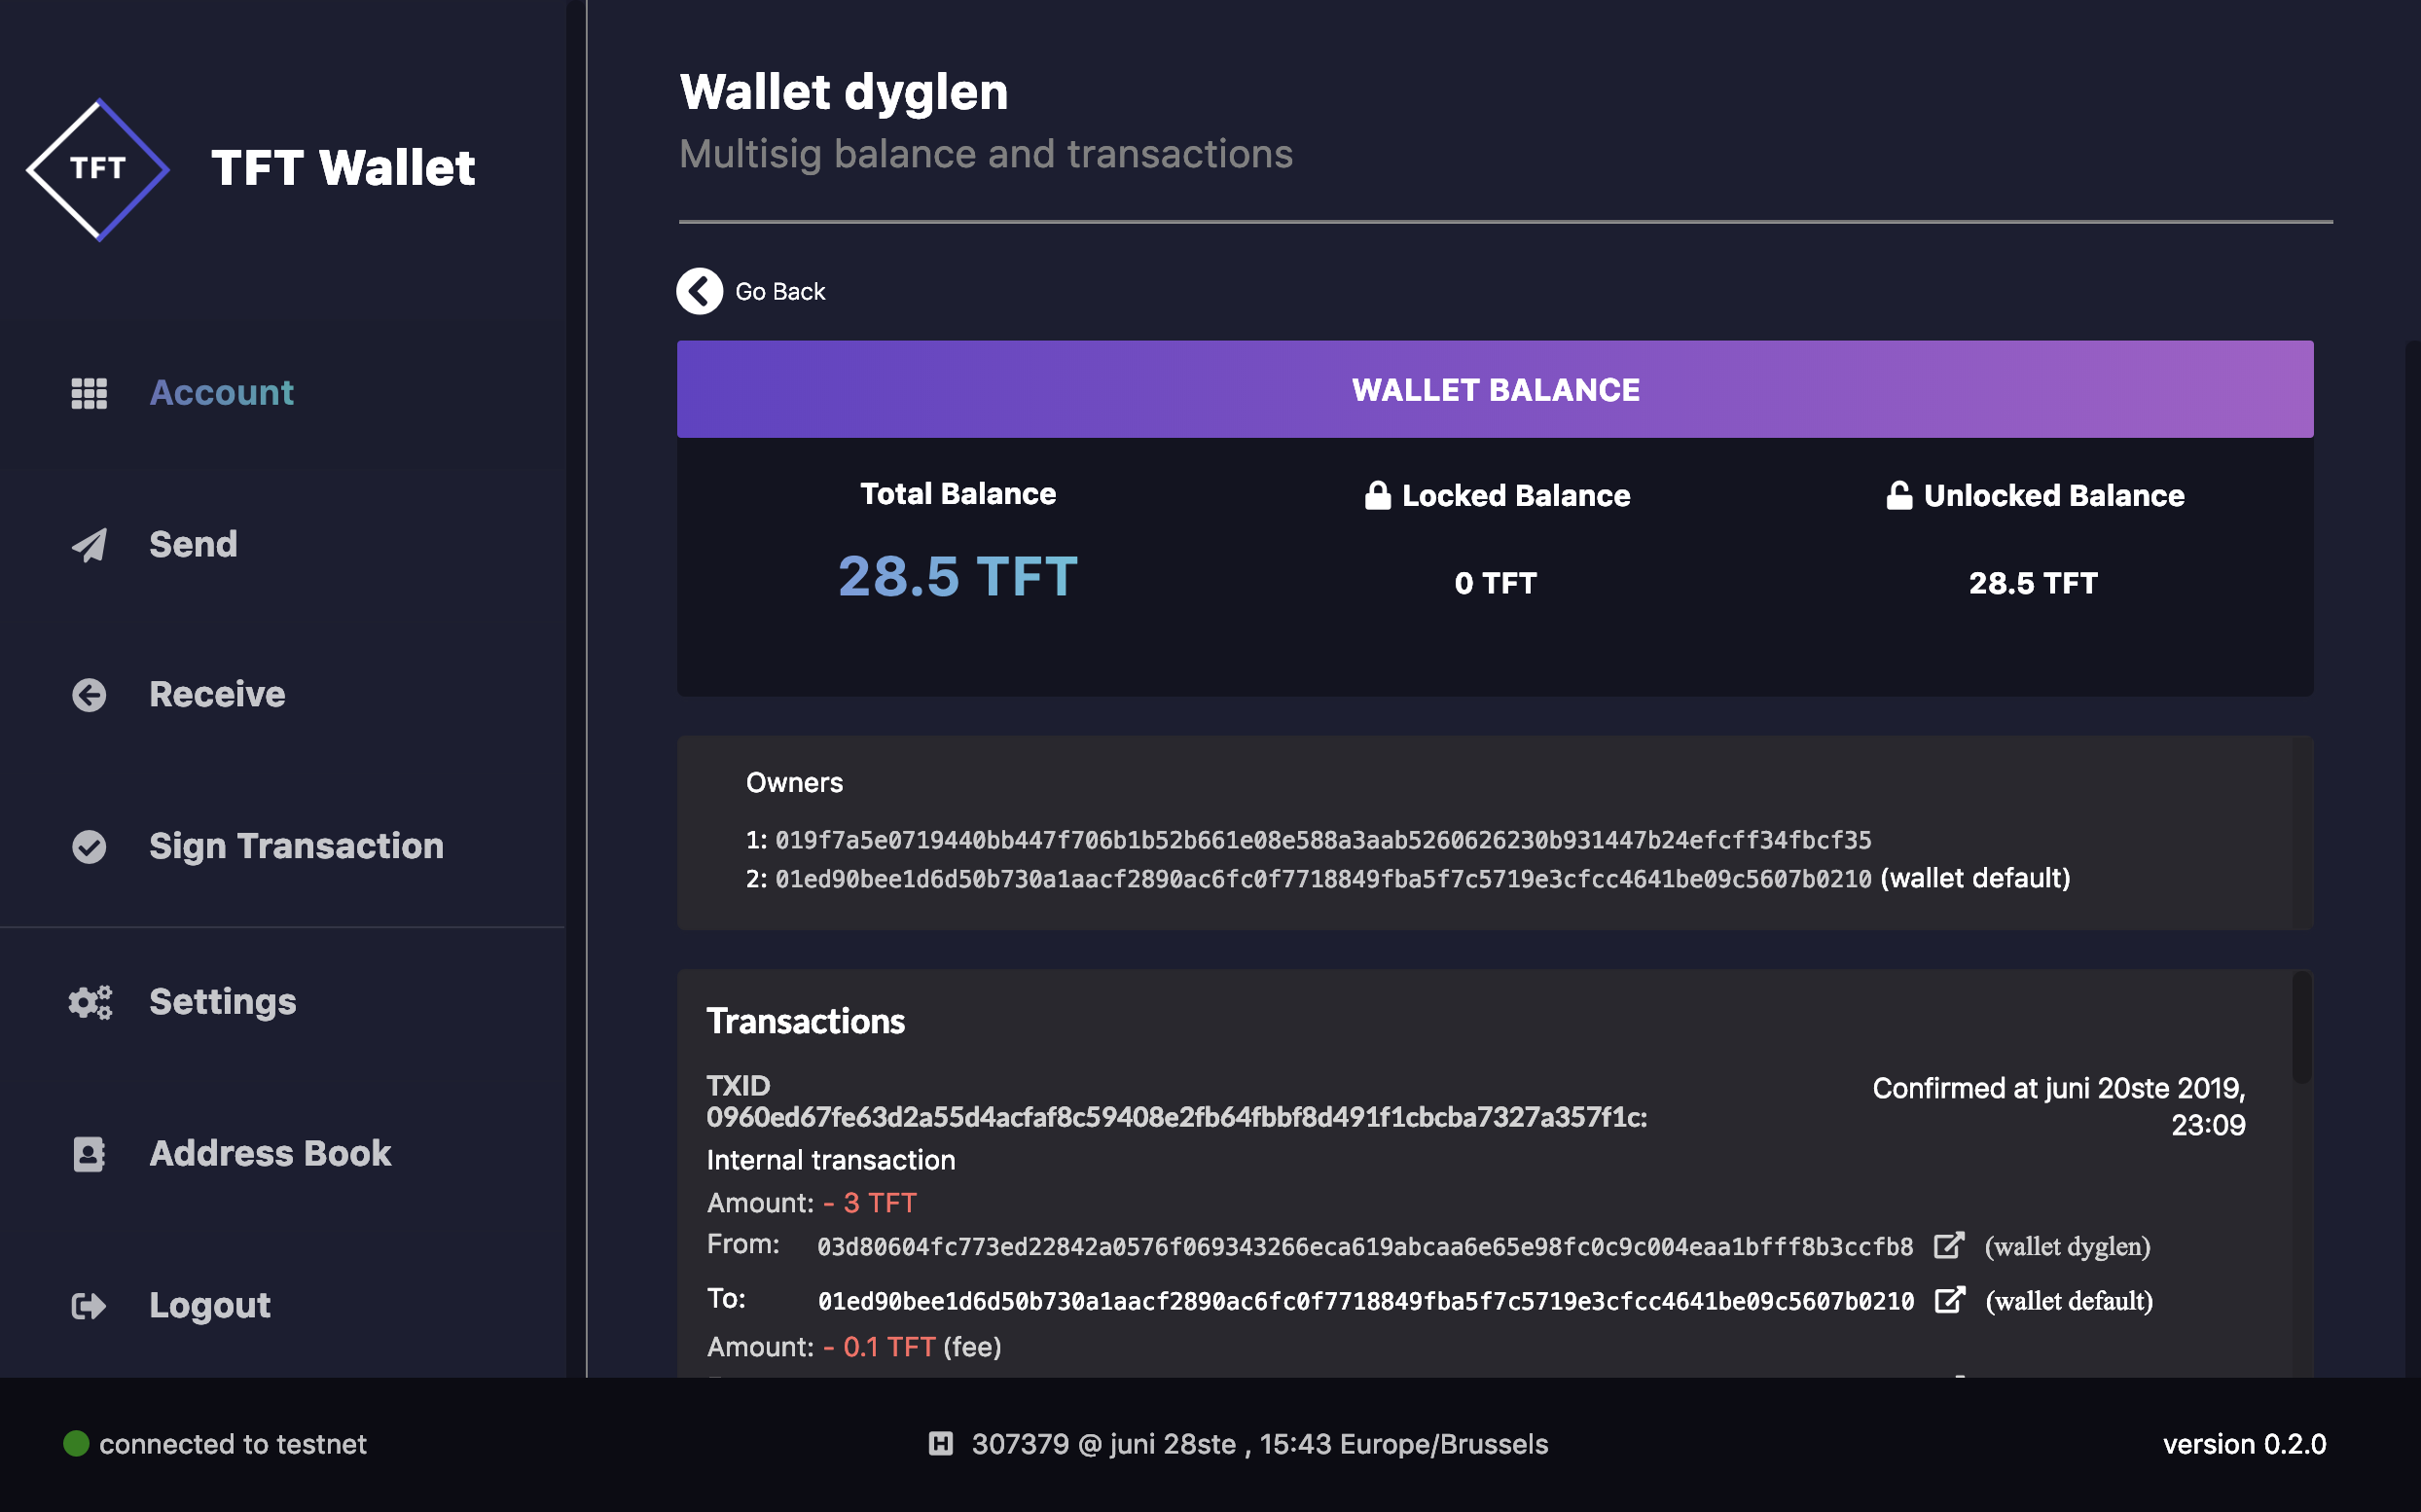 TFT
TFT Wallet
Account
Send
Receive
Sign Transaction
Settings
Address Book
Logout
Wallet dyglen
Multisig balance and transactions
Go Back
WALLET BALANCE
Total Balance
28.5 TFT
Locked Balance
0 TFT
Unlocked Balance
28.5 TFT
Owners
1: 019f7a5e0719440bb447f706b1b52b661e08e588a3aab5260626230b931447b24efcff34fbcf35
2: 01ed90bee1d6d50b730a1aacf2890ac6fc0f7718849fba5f7c5719e3cfcc4641be09c5607b0210 (wallet default)
Transactions
TXID
0960ed67fe63d2a55d4acfaf8c59408e2fb64fbbf8d491f1cbcba7327a357f1c:
Confirmed at juni 20ste 2019,
23:09
Internal transaction
Amount: - 3 TFT
From: 03d80604fc773ed22842a0576f069343266eca619abcaa6e65e98fc0c9c004eaa1bfff8b3ccfb8 (wallet dyglen)
To: 01ed90bee1d6d50b730a1aacf2890ac6fc0f7718849fba5f7c5719e3cfcc4641be09c5607b0210 (wallet default)
Amount: - 0.1 TFT (fee)
connected to testnet
H 307379 @ juni 28ste , 15:43 Europe/Brussels
version 0.2.0